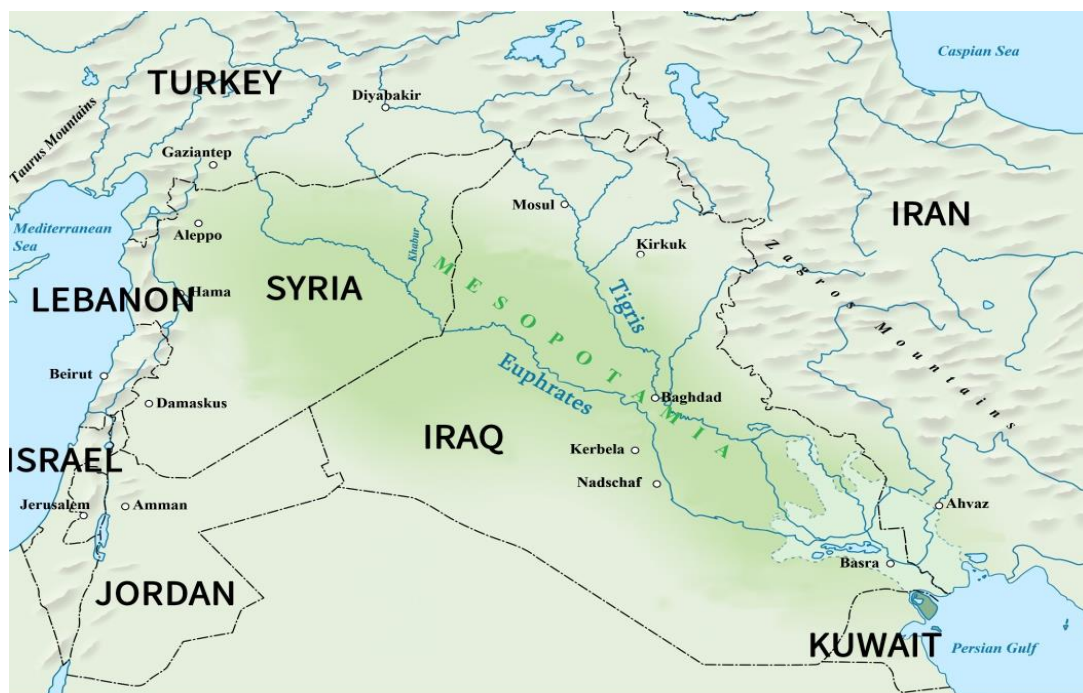 Caspian Sea
TURKEY
Diyabakir
Taurus Mountains
Gaziantep
Mosul
IRAN
Mediterranean
Sea
Aleppo
Kirkuk
Khabur
Zagros Mountains
LEBANON
Hama
SYRIA
MESOPOTAMIA
Tigris
Euphrates
Beirut
Damaskus
Baghdad
IRAQ
Kerbela
ISRAEL
Nadschaf
Jerusalem
Amman
Ahvaz
Basra
JORDAN
KUWAIT
Persian Gulf